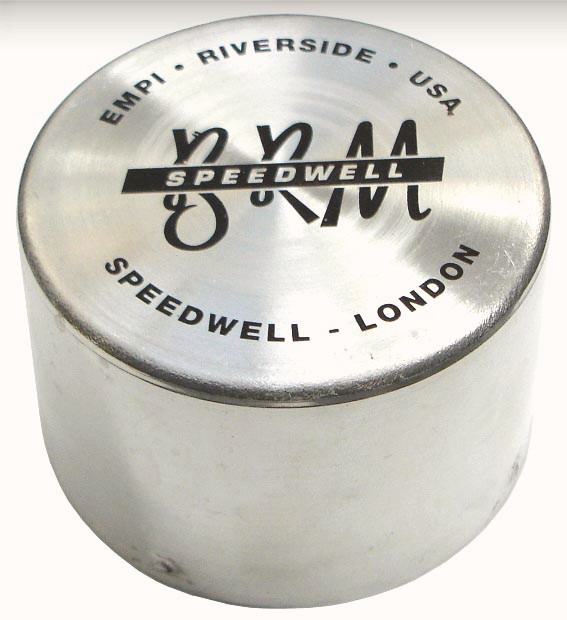 EMPI • RIVERSIDE • USA
BRM
SPEEDWELL
SPEEDWELL - LONDON